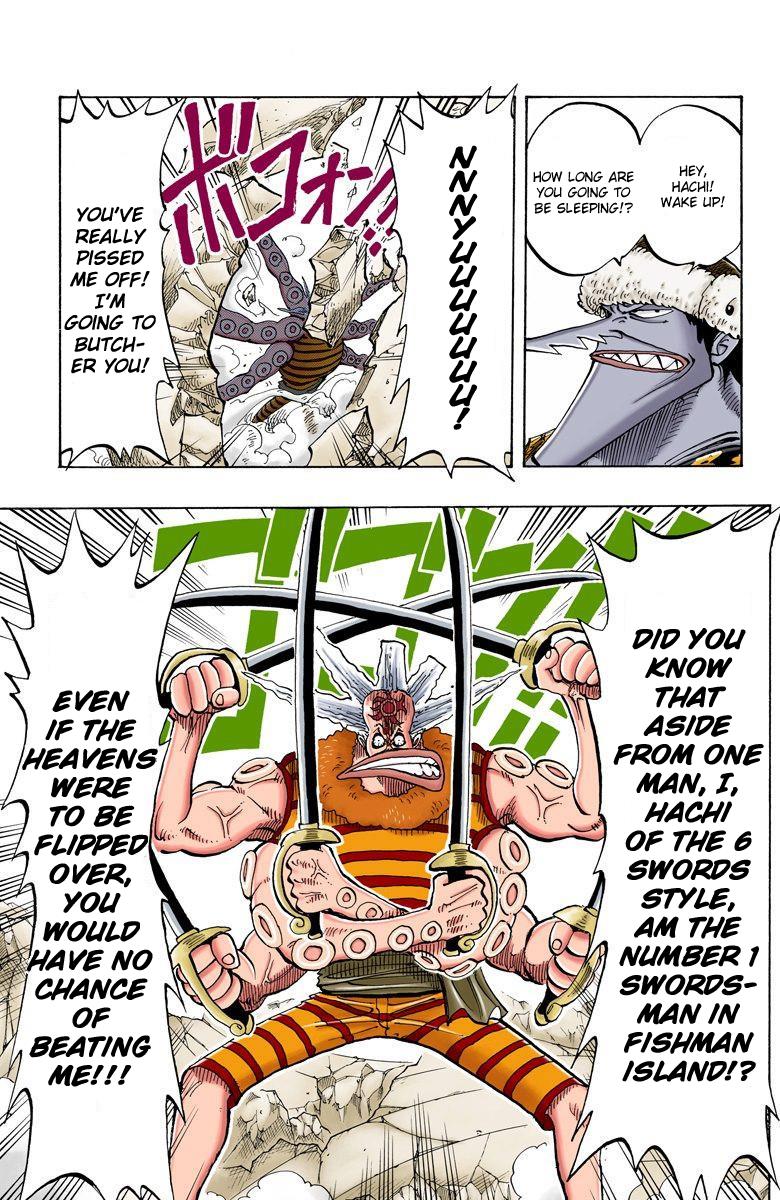 HEY,
HACHI!
WAKE UP!
HOW LONG ARE
YOU GOING TO
BE SLEEPING!?
NNNYUUUUUUUU!
ボコォン!!
YOU'VE
REALLY
PISSED
ME OFF!
I'M
GOING TO
BUTCH-
ER YOU!
DID YOU
KNOW
THAT
ASIDE
FROM ONE
MAN, I,
HACHI
OF THE 6
SWORDS
STYLE,
AM THE
NUMBER 1
SWORDS-
MAN IN
FISHMAN
ISLAND!?
EVEN
IF THE
HEAVENS
WERE
TO BE
FLIPPED
OVER,
YOU
WOULD
HAVE NO
CHANCE
OF
BEATING
ME!!!